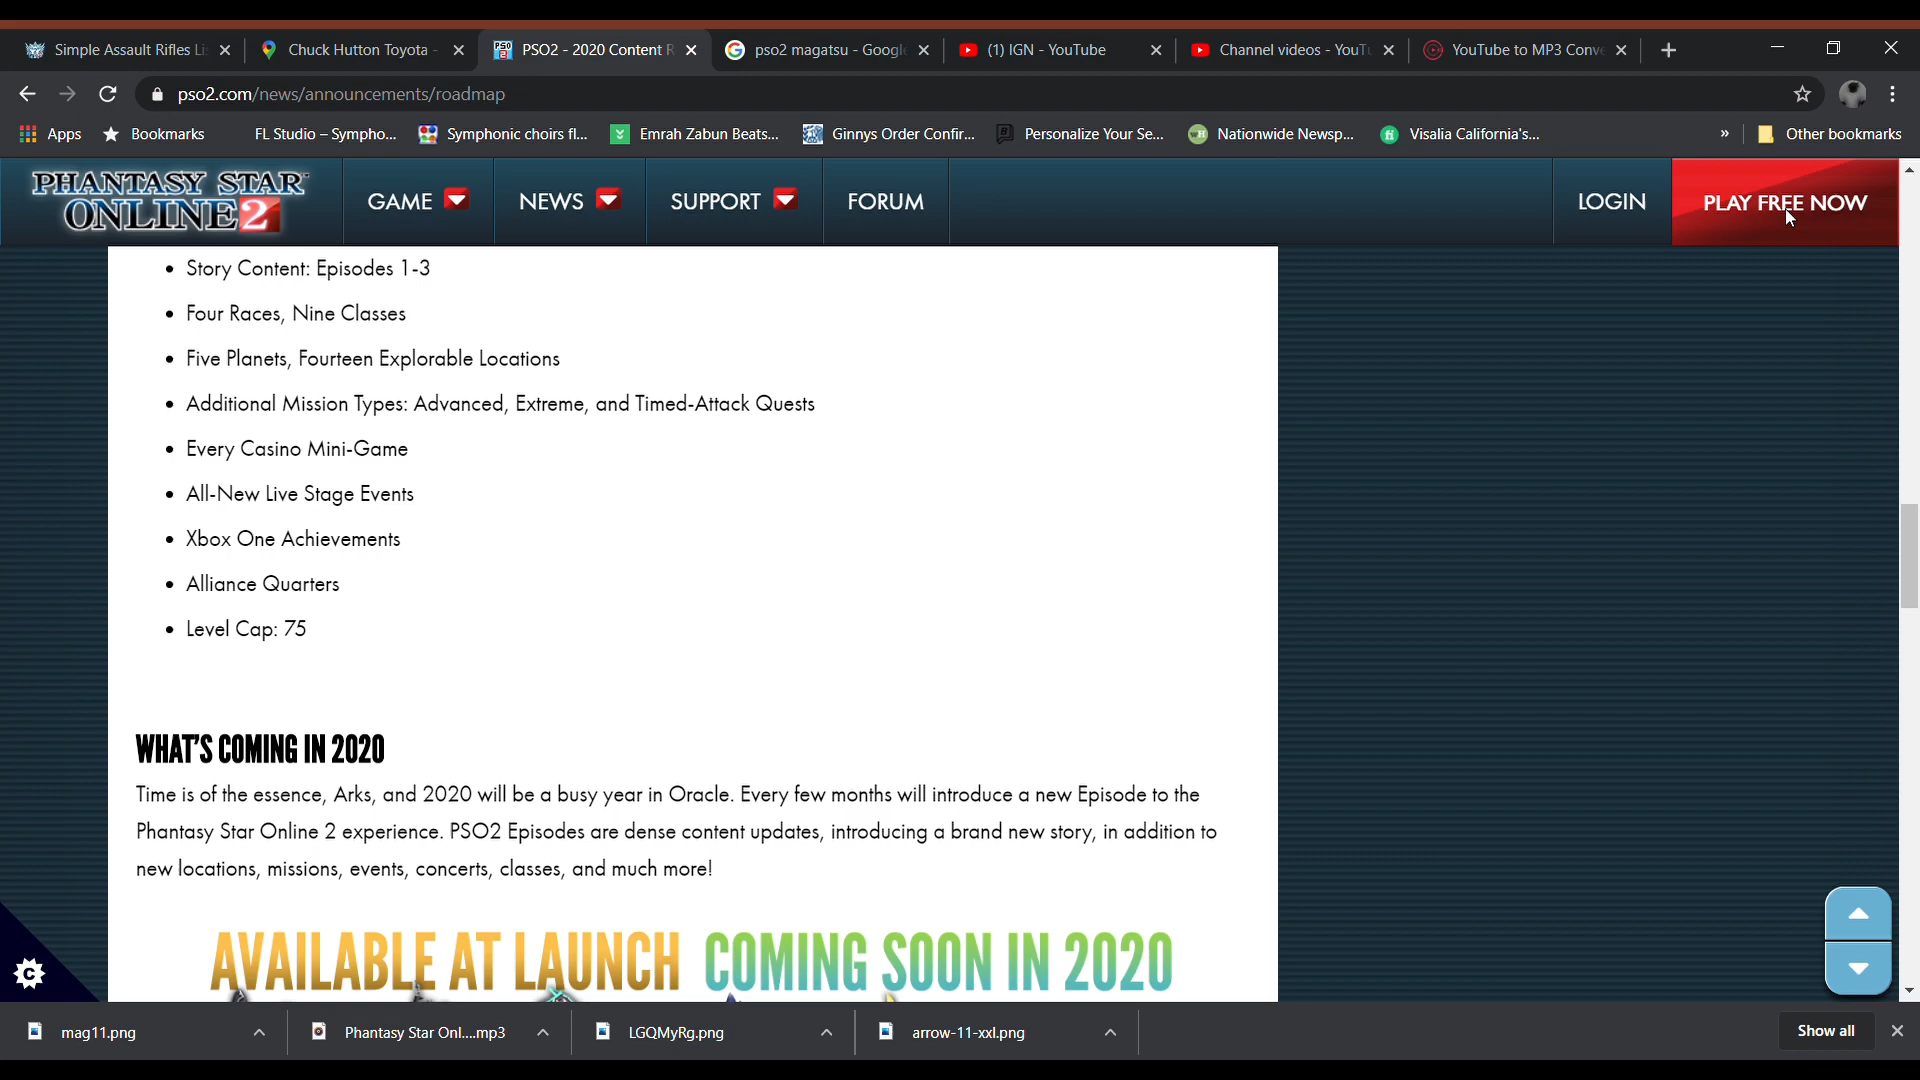 Simple Assault Rifles Li
Chuck Hutton Toyota -
PSO2 - 2020 Content R
pso2 magatsu - Google
(1) IGN - YouTube
Channel videos - YouTu
YouTube to MP3 Conve
pso2.com/news/announcements/roadmap
Apps
Bookmarks
FL Studio – Sympho...
Symphonic choirs fl...
Emrah Zabun Beats...
Ginnys Order Confir...
Personalize Your Se...
Nationwide Newsp...
Visalia California's...
»
Other bookmarks
PHANTASY STAR
ONLINE 2
GAME
NEWS
SUPPORT
FORUM
LOGIN
PLAY FREE NOW
• Story Content: Episodes 1-3
• Four Races, Nine Classes
• Five Planets, Fourteen Explorable Locations
• Additional Mission Types: Advanced, Extreme, and Timed-Attack Quests
• Every Casino Mini-Game
• All-New Live Stage Events
• Xbox One Achievements
• Alliance Quarters
• Level Cap: 75
WHAT'S COMING IN 2020
Time is of the essence, Arks, and 2020 will be a busy year in Oracle. Every few months will introduce a new Episode to the
Phantasy Star Online 2 experience. PSO2 Episodes are dense content updates, introducing a brand new story, in addition to
new locations, missions, events, concerts, classes, and much more!
AVAILABLE AT LAUNCH COMING SOON IN 2020
mag11.png
Phantasy Star Onl....mp3
LGQMyRg.png
arrow-11-xxl.png
Show all